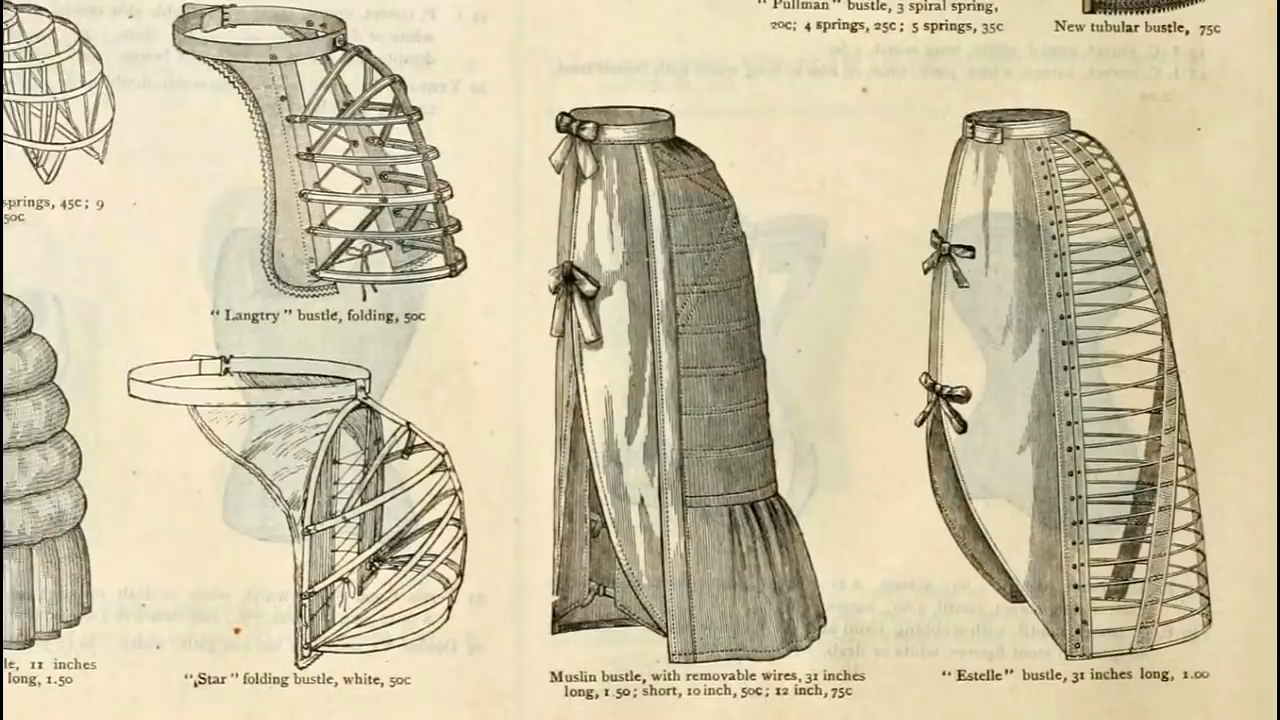 "Pullman" bustle, 3 spiral spring,
20c; 4 springs, 25c; 5 springs, 35c
New tubular bustle, 75c
springs, 45c; 9
50c
"Langtry" bustle, folding, 50c
le, 11 inches
long, 1.50
"Star" folding bustle, white, 50c
Muslin bustle, with removable wires, 31 inches
long, 1.50; short, 10 inch, 50c; 12 inch, 75c
"Estelle" bustle, 31 inches long, 1.00